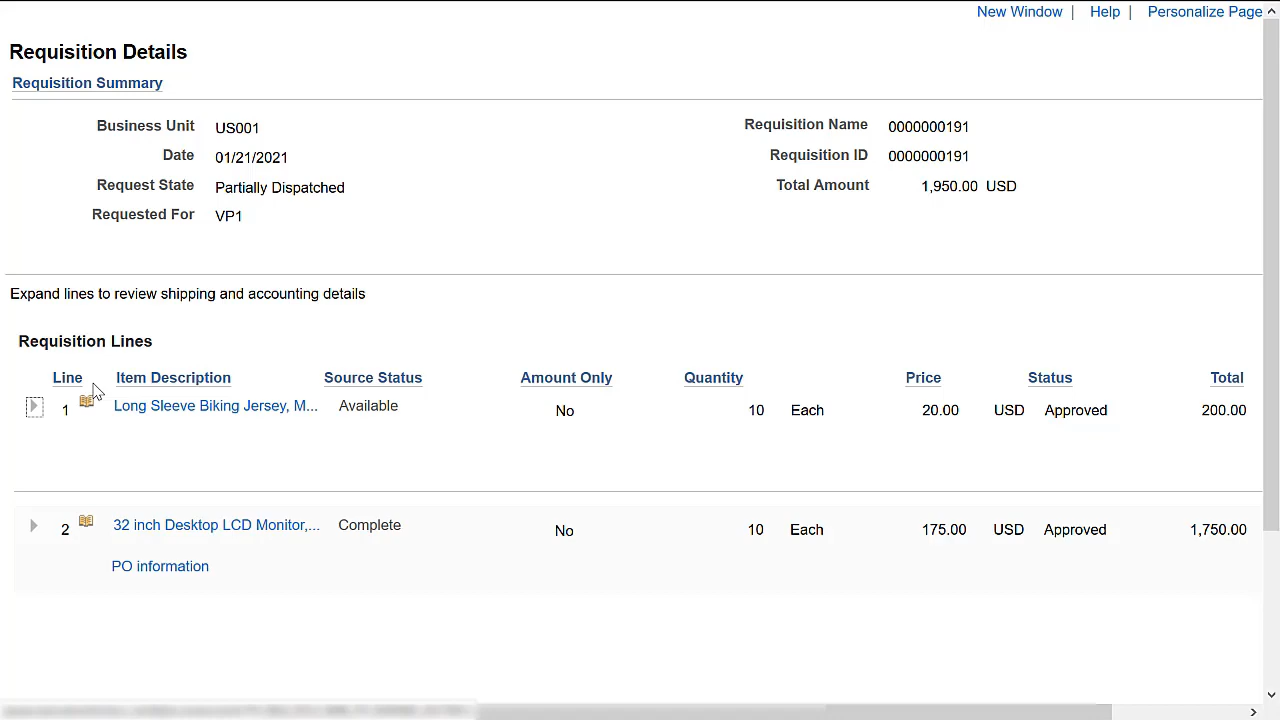 New Window | Help | Personalize Page
Requisition Details
Requisition Summary
Business Unit US001 Requisition Name 0000000191
Date 01/21/2021 Requisition ID 0000000191
Request State Partially Dispatched Total Amount 1,950.00 USD
Requested For VP1
Expand lines to review shipping and accounting details
Requisition Lines
Line Item Description Source Status Amount Only Quantity Price Status Total
1 Long Sleeve Biking Jersey, M... Available No 10 Each 20.00 USD Approved 200.00
2 32 inch Desktop LCD Monitor,... Complete No 10 Each 175.00 USD Approved 1,750.00
PO information